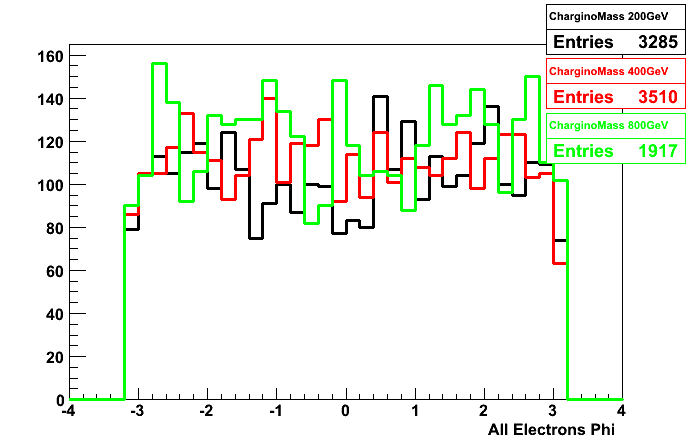 CharginoMass 200GeV
Entries 3285
CharginoMass 400GeV
Entries 3510
CharginoMass 800GeV
Entries 1917
160
140
120
100
80
60
40
20
0
-4 -3 -2 -1 0 1 2 3 4
All Electrons Phi